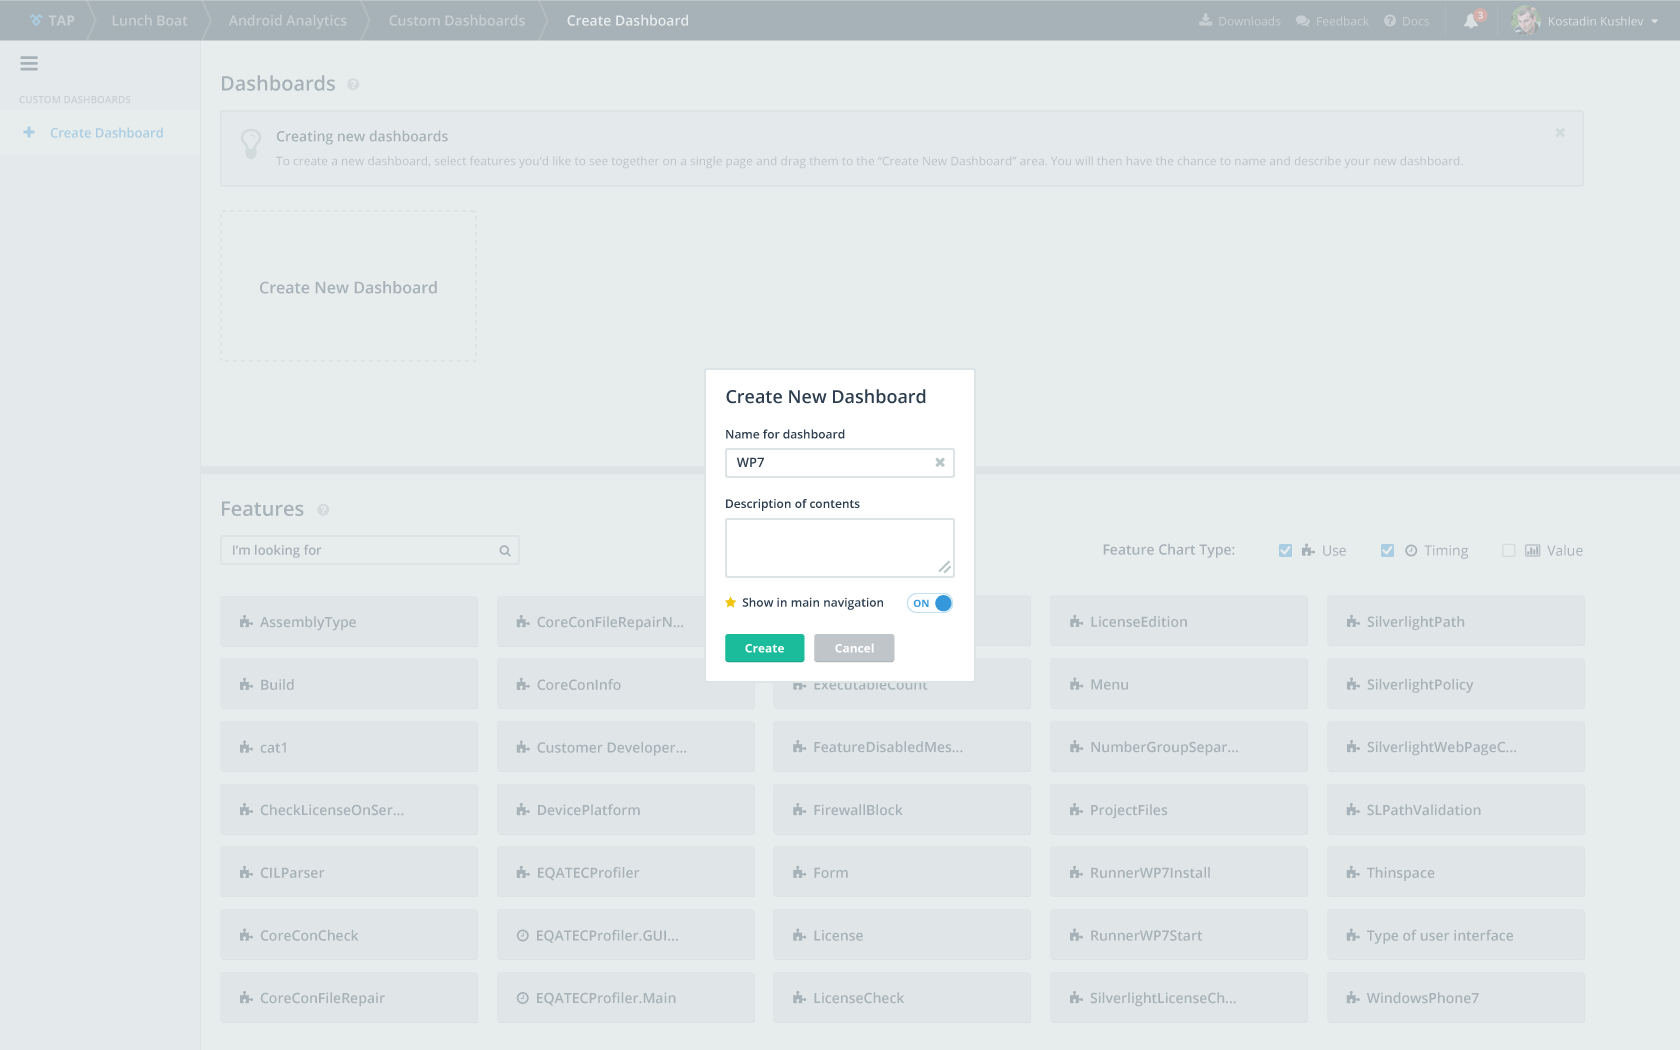 TAP
Lunch Boat
Android Analytics
Custom Dashboards
Create Dashboard
Downloads
Feedback
Docs
3
Kostadin Kushlev
CUSTOM DASHBOARDS
Create Dashboard
Dashboards
Creating new dashboards
To create a new dashboard, select features you'd like to see together on a single page and drag them to the “Create New Dashboard” area. You will then have the chance to name and describe your new dashboard.
Create New Dashboard
Create New Dashboard
Name for dashboard
WP7
Description of contents
Show in main navigation
ON
Create
Cancel
Features
I'm looking for
Feature Chart Type:
Use
Timing
Value
AssemblyType
CoreConFileRepairN...
LicenseEdition
SilverlightPath
Build
CoreConInfo
ExecutableCount
Menu
SilverlightPolicy
cat1
Customer Developer...
FeatureDisabledMes...
NumberGroupSepar...
SilverlightWebPageC...
CheckLicenseOnSer...
DevicePlatform
FirewallBlock
ProjectFiles
SLPathValidation
CILParser
EQATECProfiler
Form
RunnerWP7Install
Thinspace
CoreConCheck
EQATECProfiler.GUI...
License
RunnerWP7Start
Type of user interface
CoreConFileRepair
EQATECProfiler.Main
LicenseCheck
SilverlightLicenseCh...
WindowsPhone7